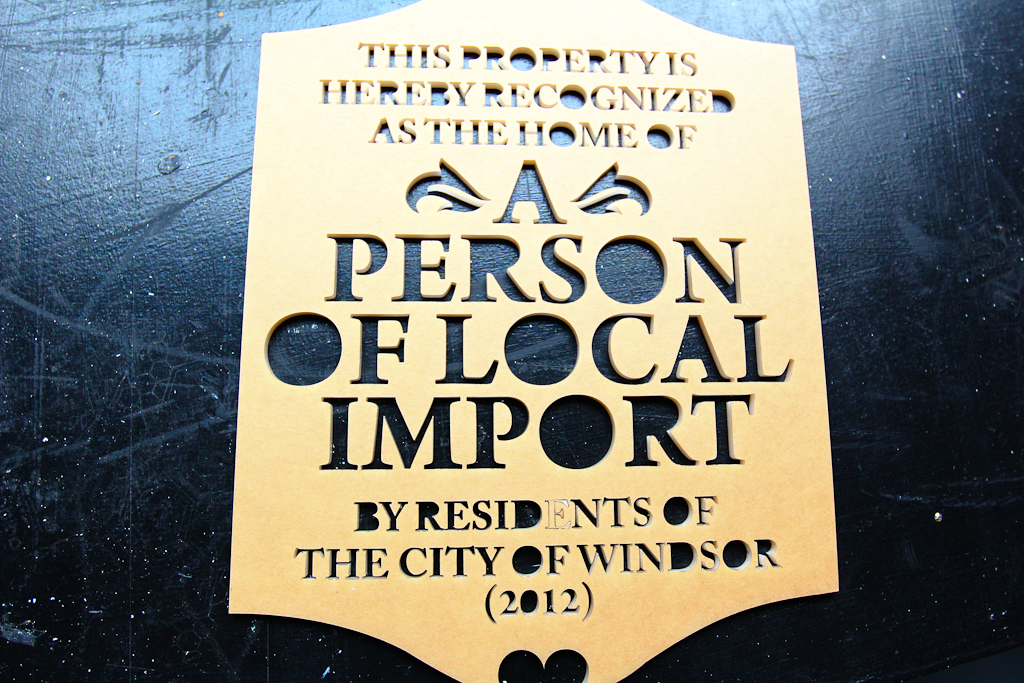 THIS PROPERTY IS
HEREBY RECOGNIZED
AS THE HOME OF
A
PERSON
OF LOCAL
IMPORT
BY RESIDENTS OF
THE CITY OF WINDSOR
(2012)